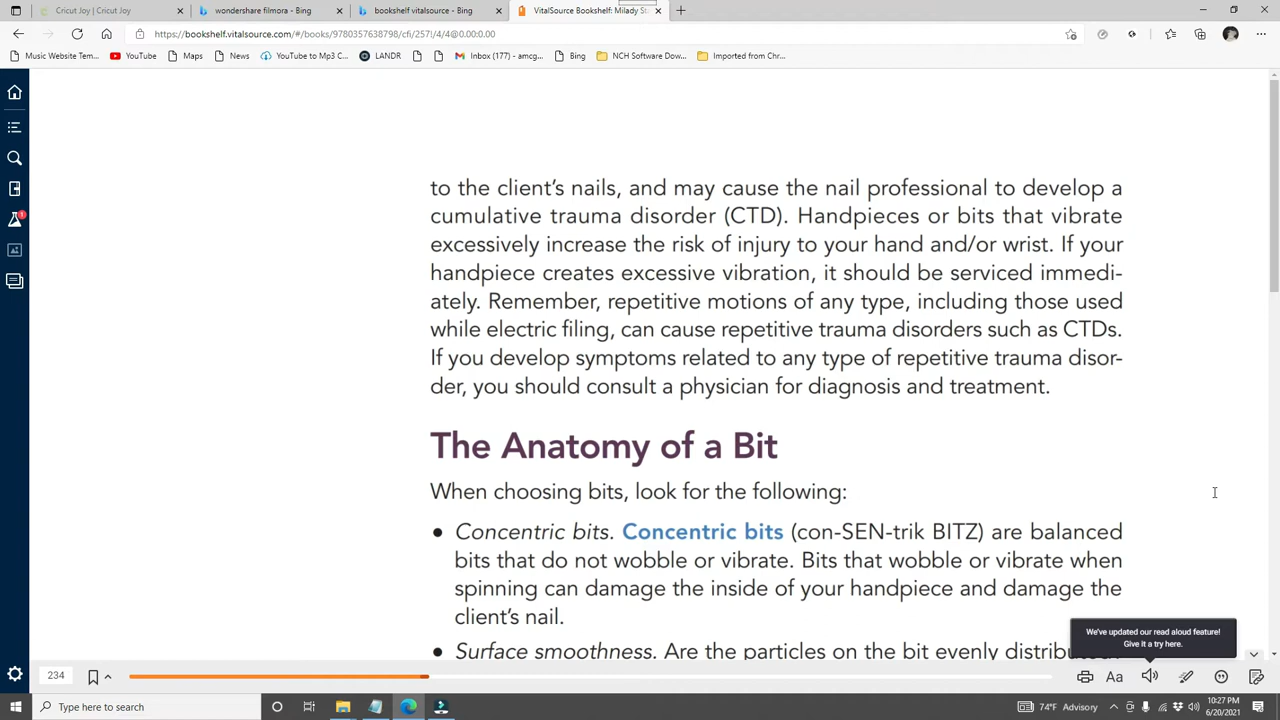 Cricut Joy | Cricut Joy
wondershare filmora - Bing
bookshelf vitalsource - Bing
VitalSource Bookshelf: Milady St
https://bookshelf.vitalsource.com/#/books/9780357638798/cfi/257!/4/4@0.00:0.00
Music Website Tem...
YouTube
Maps
News
YouTube to Mp3 C...
LANDR
Inbox (177) - amcg...
Bing
NCH Software Dow...
Imported from Chr...
to the client's nails, and may cause the nail professional to develop a
cumulative trauma disorder (CTD). Handpieces or bits that vibrate
excessively increase the risk of injury to your hand and/or wrist. If your
handpiece creates excessive vibration, it should be serviced immedi-
ately. Remember, repetitive motions of any type, including those used
while electric filing, can cause repetitive trauma disorders such as CTDs.
If you develop symptoms related to any type of repetitive trauma disor-
der, you should consult a physician for diagnosis and treatment.
The Anatomy of a Bit
When choosing bits, look for the following:
• Concentric bits. Concentric bits (con-SEN-trik BITZ) are balanced
bits that do not wobble or vibrate. Bits that wobble or vibrate when
spinning can damage the inside of your handpiece and damage the
client's nail.
• Surface smoothness. Are the particles on the bit evenly distribut
We've updated our read aloud feature!
Give it a try here.
1
234
Aa
Type here to search
74°F Advisory
10:27 PM
6/20/2021